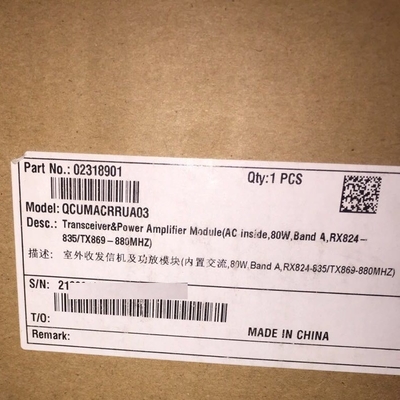 Part No.: 02318901
Qty:1 PCS
Model: QCUMACRRUA03
Desc.: Transceiver&Power Amplifier Module(AC inside,80W,Band A,RX824-
835/TX869-880MHZ)
描述: 室外收发信机及功放模块(内置交流,80W,Band A,RX824-835/TX869-880MHZ)
S/N:
T/O:
MADE IN CHINA
Remark: